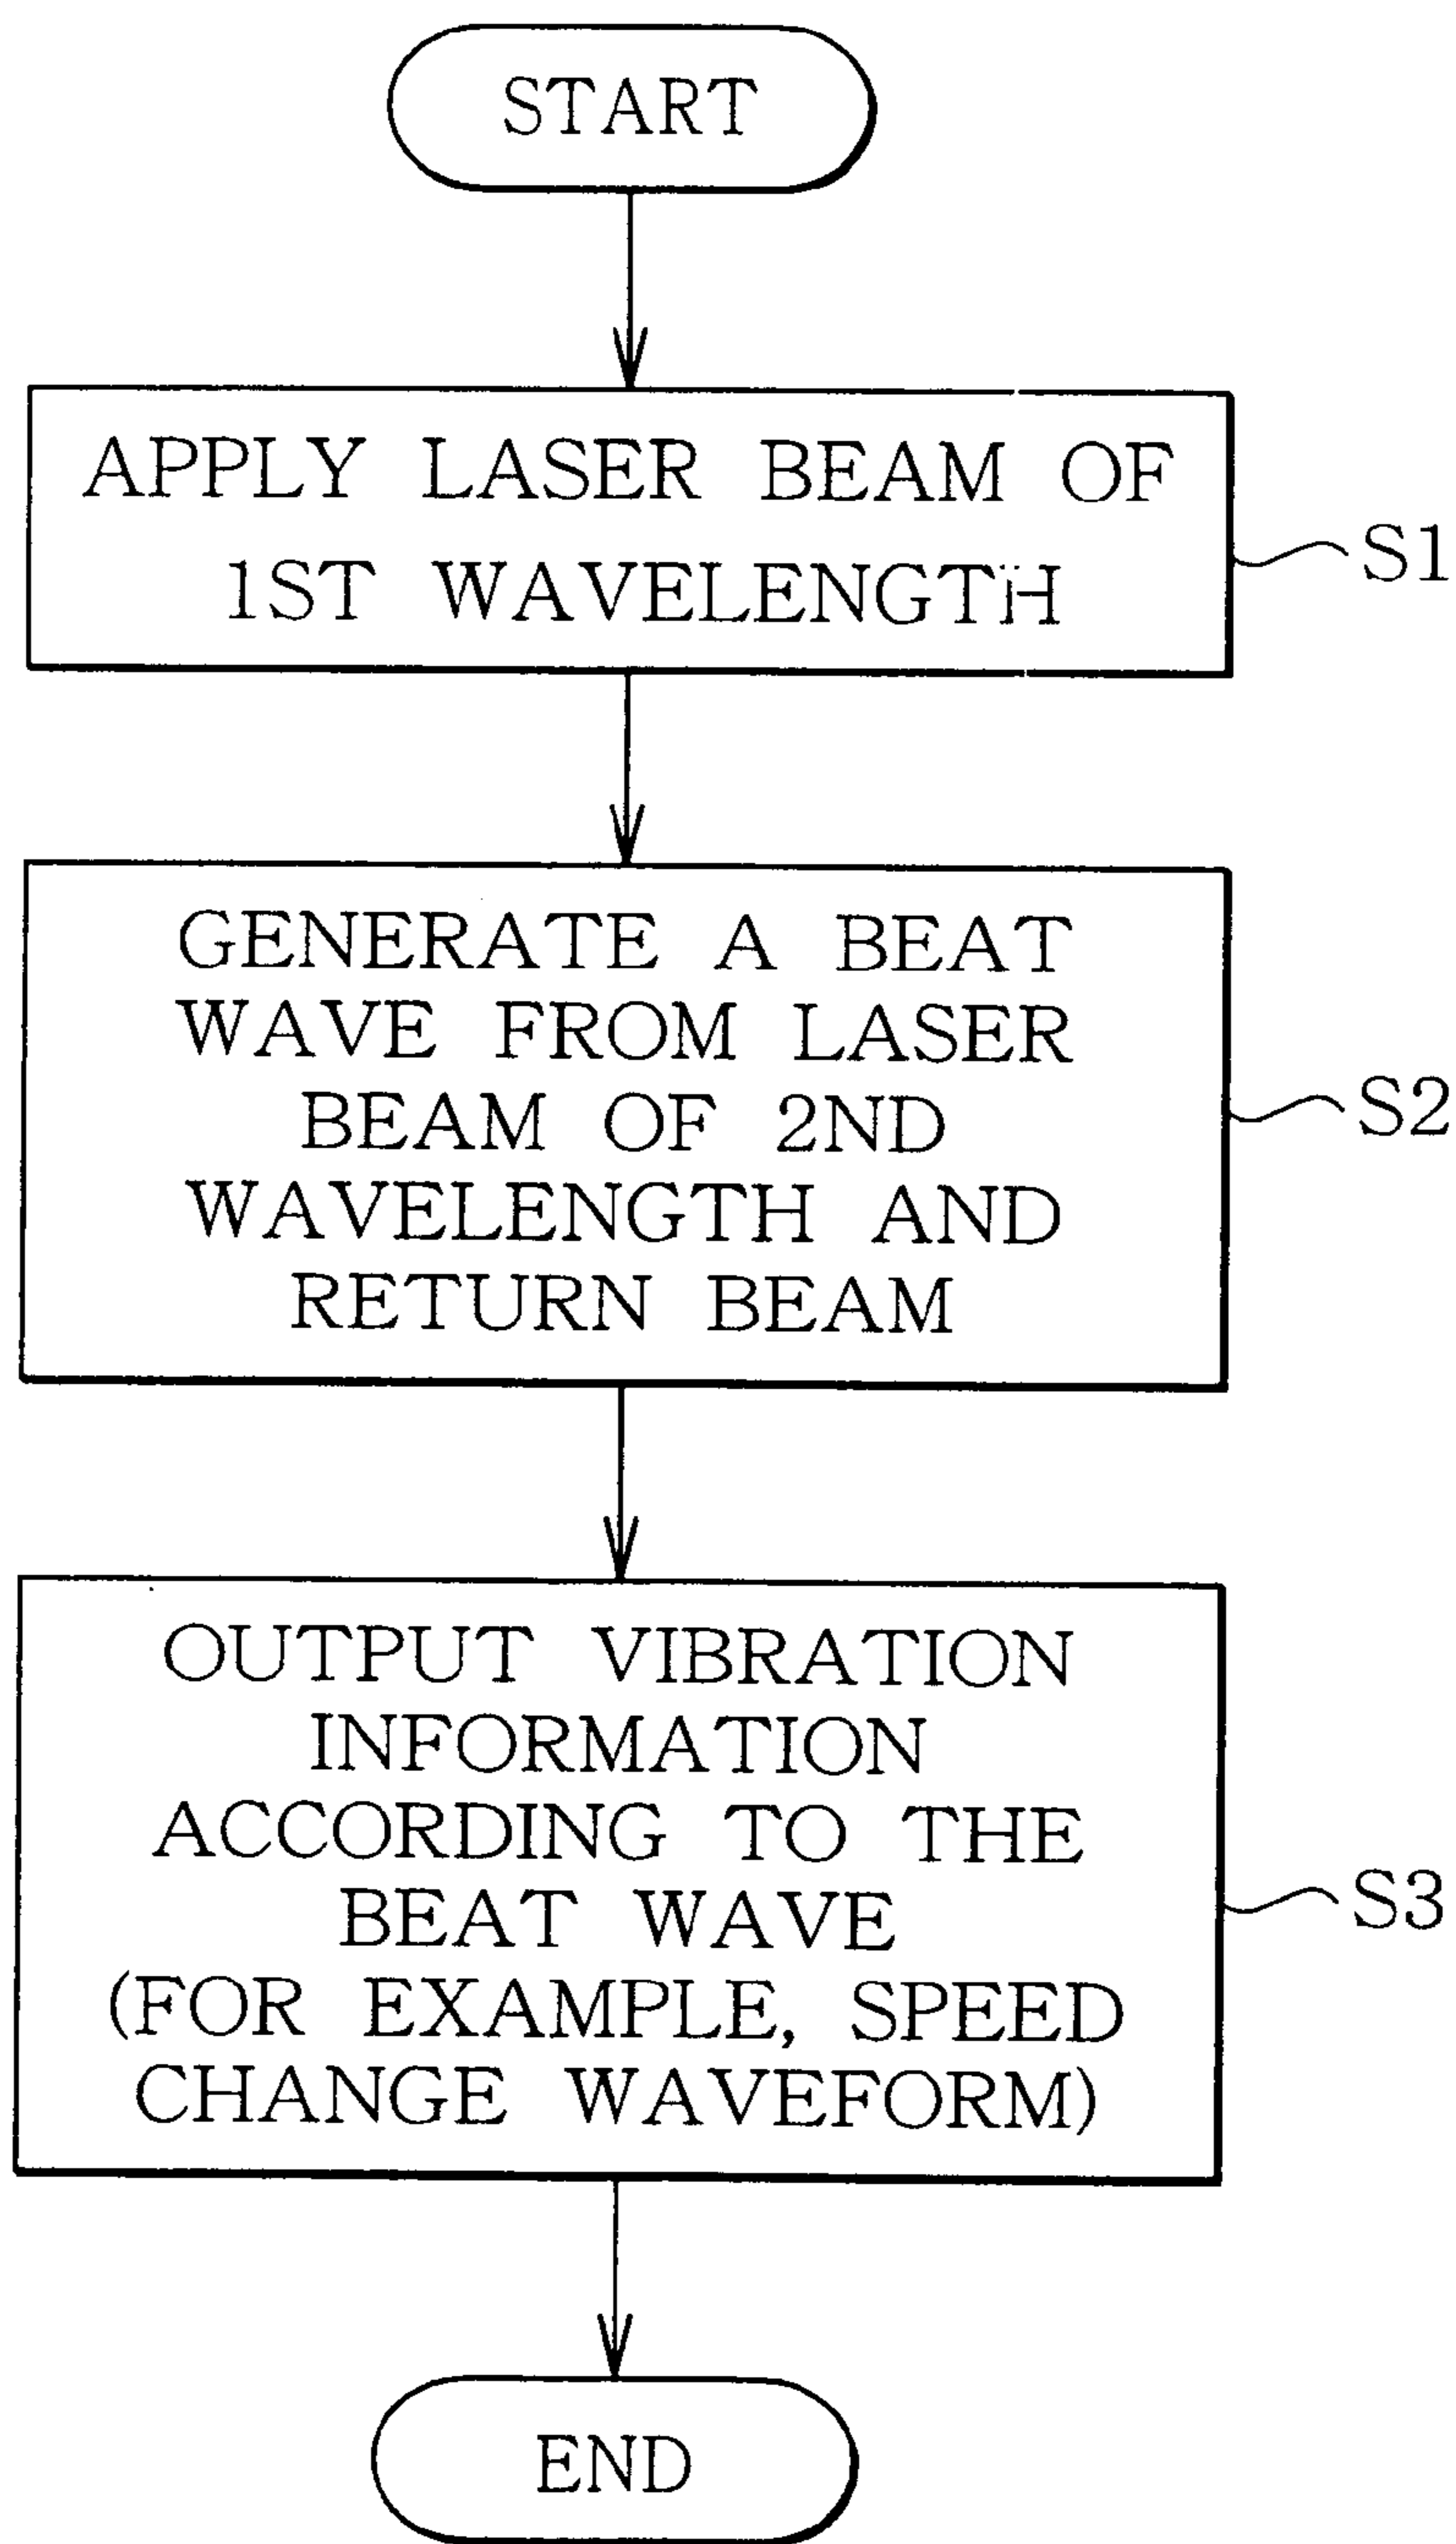 START
APPLY LASER BEAM OF
1ST WAVELENGTH
S1
GENERATE A BEAT
WAVE FROM LASER
BEAM OF 2ND
WAVELENGTH AND
RETURN BEAM
S2
OUTPUT VIBRATION
INFORMATION
ACCORDING TO THE
BEAT WAVE
(FOR EXAMPLE, SPEED
CHANGE WAVEFORM)
S3
END